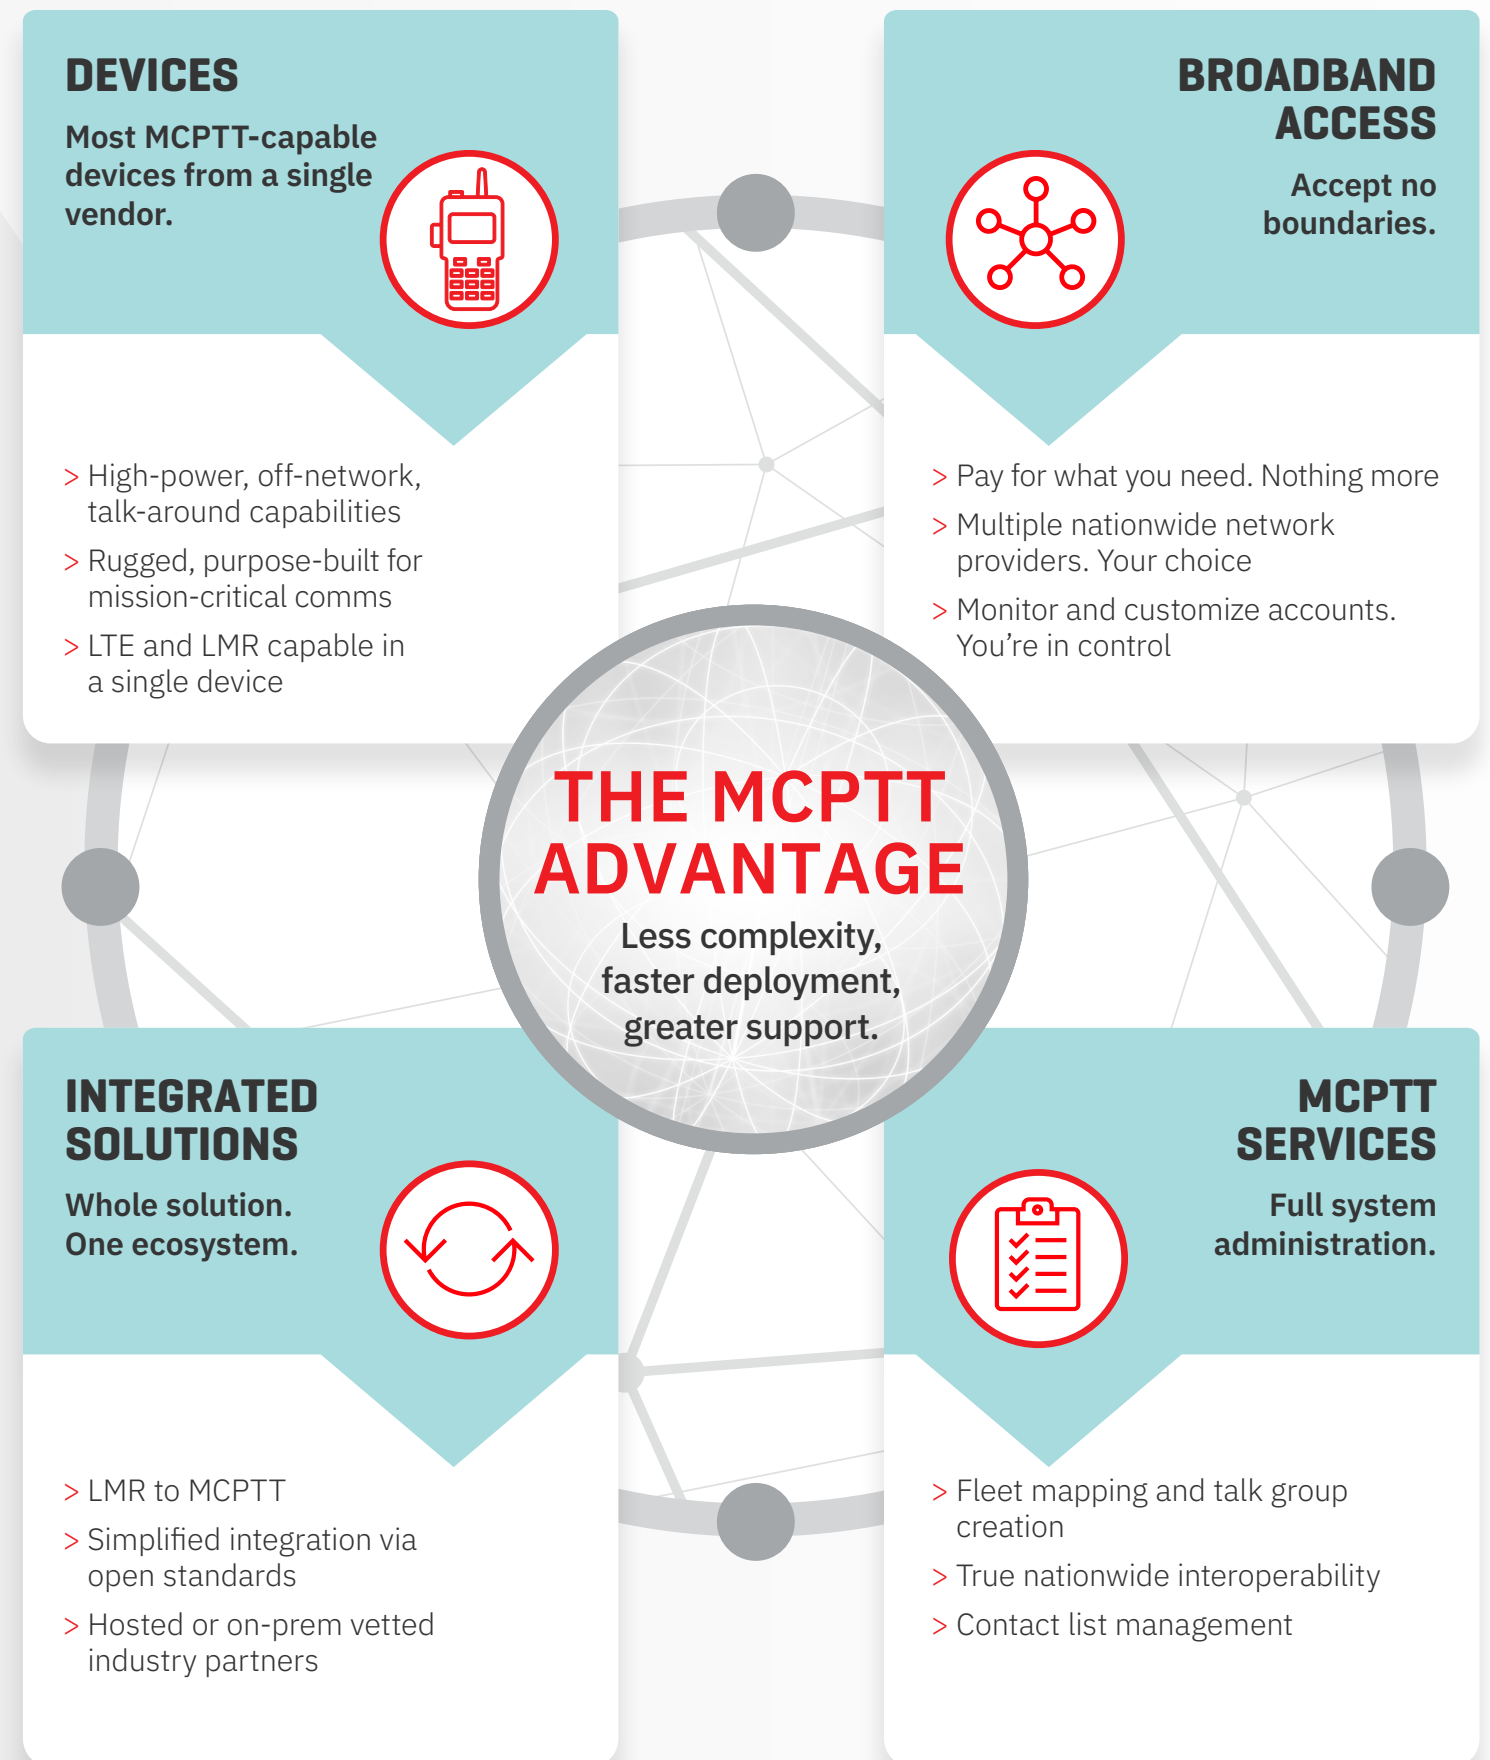 DEVICES
Most MCPTT-capable
devices from a single
vendor.
> High-power, off-network,
talk-around capabilities
> Rugged, purpose-built for
mission-critical comms
> LTE and LMR capable in
a single device
BROADBAND
ACCESS
Accept no
boundaries.
> Pay for what you need. Nothing more
> Multiple nationwide network
providers. Your choice
> Monitor and customize accounts.
You’re in control
THE MCPTT
ADVANTAGE
Less complexity,
faster deployment,
greater support.
INTEGRATED
SOLUTIONS
Whole solution.
One ecosystem.
> LMR to MCPTT
> Simplified integration via
open standards
> Hosted or on-prem vetted
industry partners
MCPTT
SERVICES
Full system
administration.
> Fleet mapping and talk group
creation
> True nationwide interoperability
> Contact list management